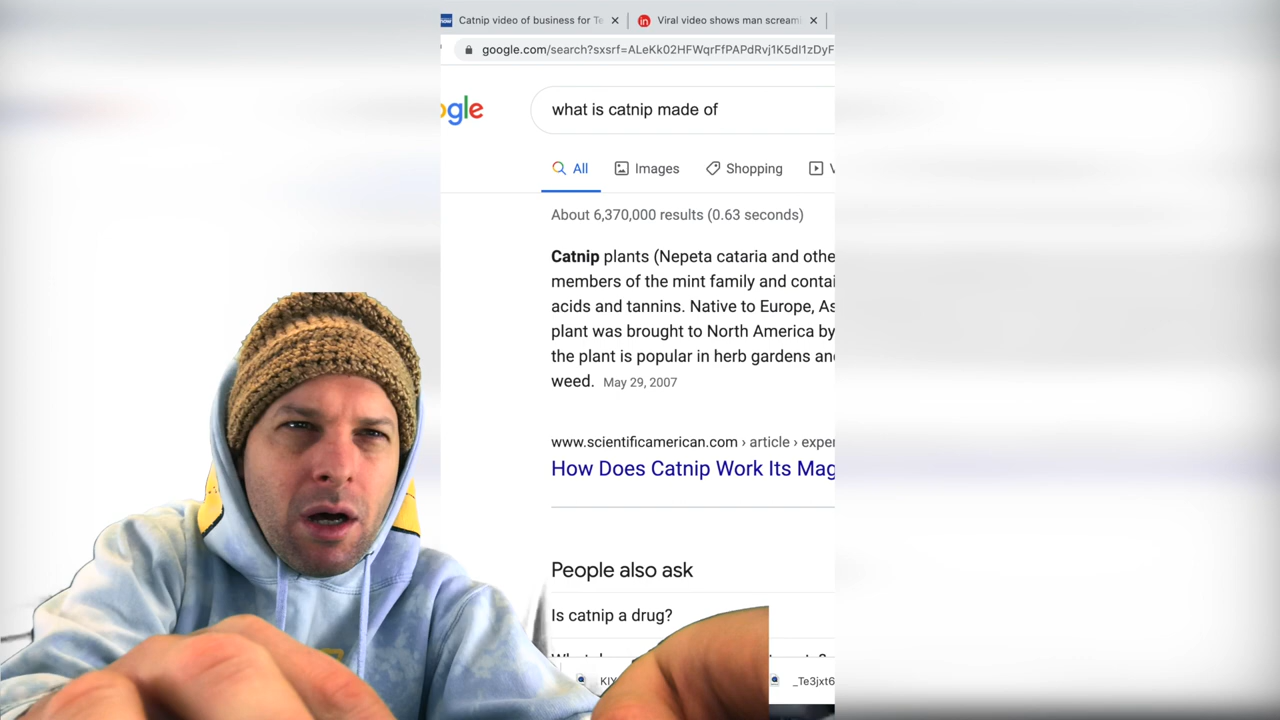 Catnip video of business for Te
Viral video shows man screami
google.com/search?sxsrf=ALeKk02HFWqrFfPAPdRvj1K5dI1zDyF
ogle
what is catnip made of
All Images Shopping V
About 6,370,000 results (0.63 seconds)
Catnip plants (Nepeta cataria and othe
members of the mint family and contai
acids and tannins. Native to Europe, As
plant was brought to North America by
the plant is popular in herb gardens and
weed. May 29, 2007
www.scientificamerican.com › article › exper
How Does Catnip Work Its Mag
People also ask
Is catnip a drug?
_Te3jxt6